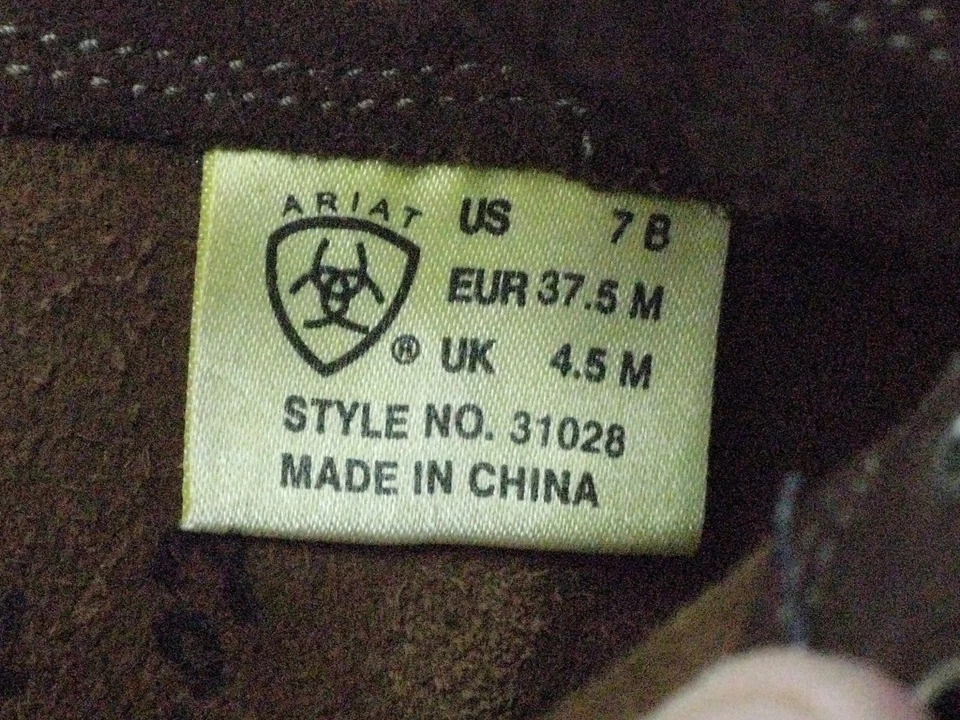 ARIAT
US 7 B
EUR 37.5 M
® UK 4.5 M
STYLE NO. 31028
MADE IN CHINA